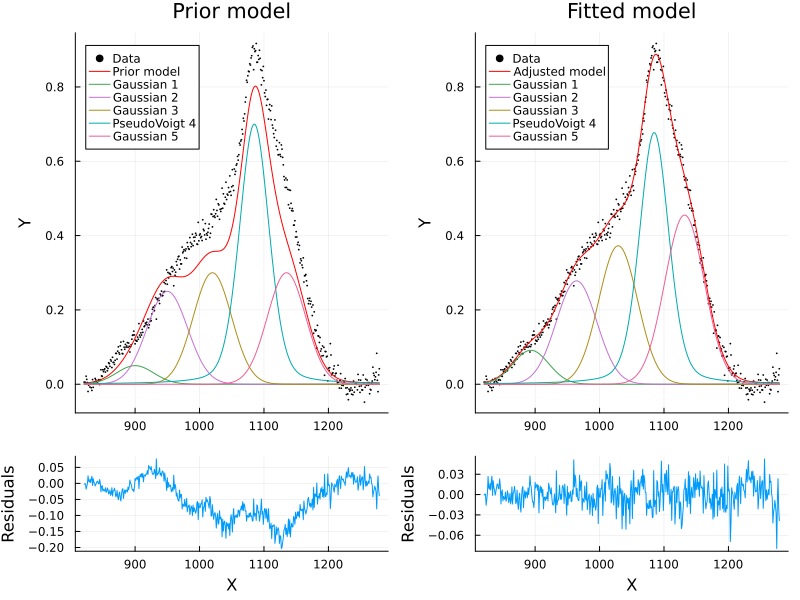 Prior model
Fitted model
Data
Prior model
Gaussian 1
Gaussian 2
Gaussian 3
PseudoVoigt 4
Gaussian 5
Data
Adjusted model
Gaussian 1
Gaussian 2
Gaussian 3
PseudoVoigt 4
Gaussian 5
Y
0.8
0.6
0.4
0.2
0.0
900
1000
1100
1200
Y
0.8
0.6
0.4
0.2
0.0
900
1000
1100
1200
Residuals
0.05
0.00
−0.05
−0.10
−0.15
−0.20
900
1000
1100
1200
X
Residuals
0.03
0.00
−0.03
−0.06
900
1000
1100
1200
X